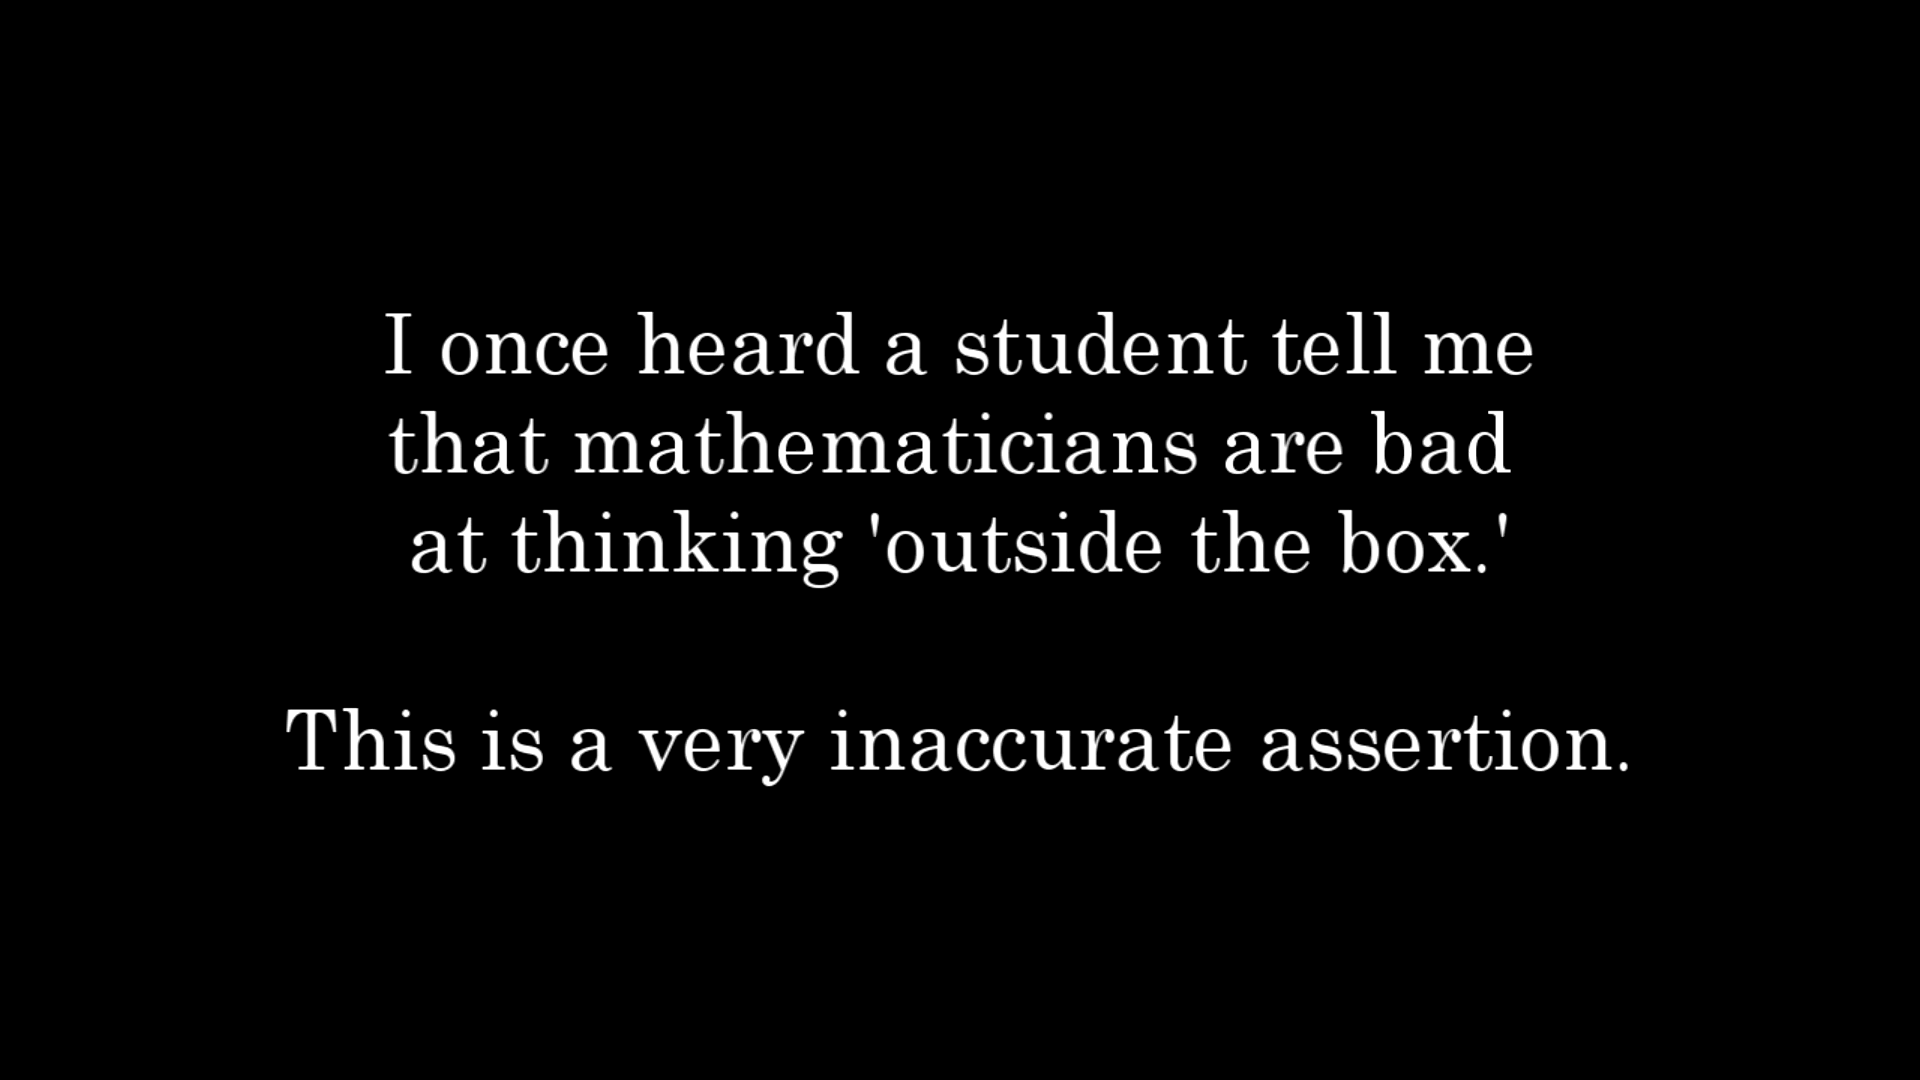 I once heard a student tell me
that mathematicians are bad
at thinking 'outside the box.'
This is a very inaccurate assertion.